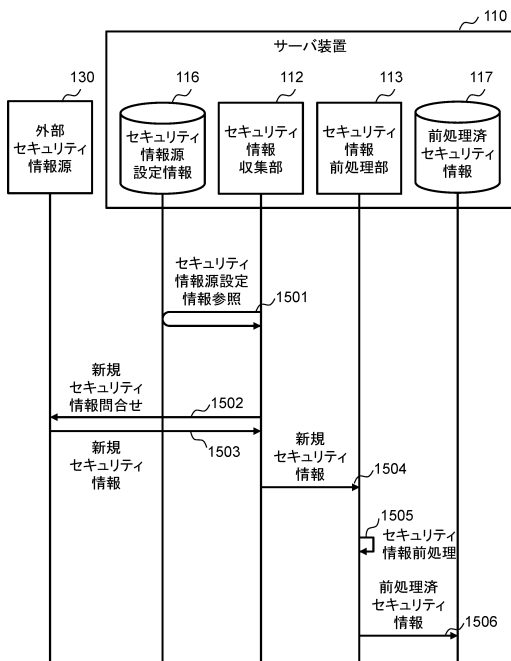 110
サーバ装置
130
116
112
113
117
外部
セキュリティ
情報源
セキュリティ
情報源
設定情報
セキュリティ
情報
収集部
セキュリティ
情報
前処理部
前処理済
セキュリティ
情報
セキュリティ
情報源設定
情報参照
1501
新規
セキュリティ
情報問合せ
1502
1503
新規
セキュリティ
情報
新規
セキュリティ
情報
1504
1505
セキュリティ
情報前処理
前処理済
セキュリティ
情報
1506